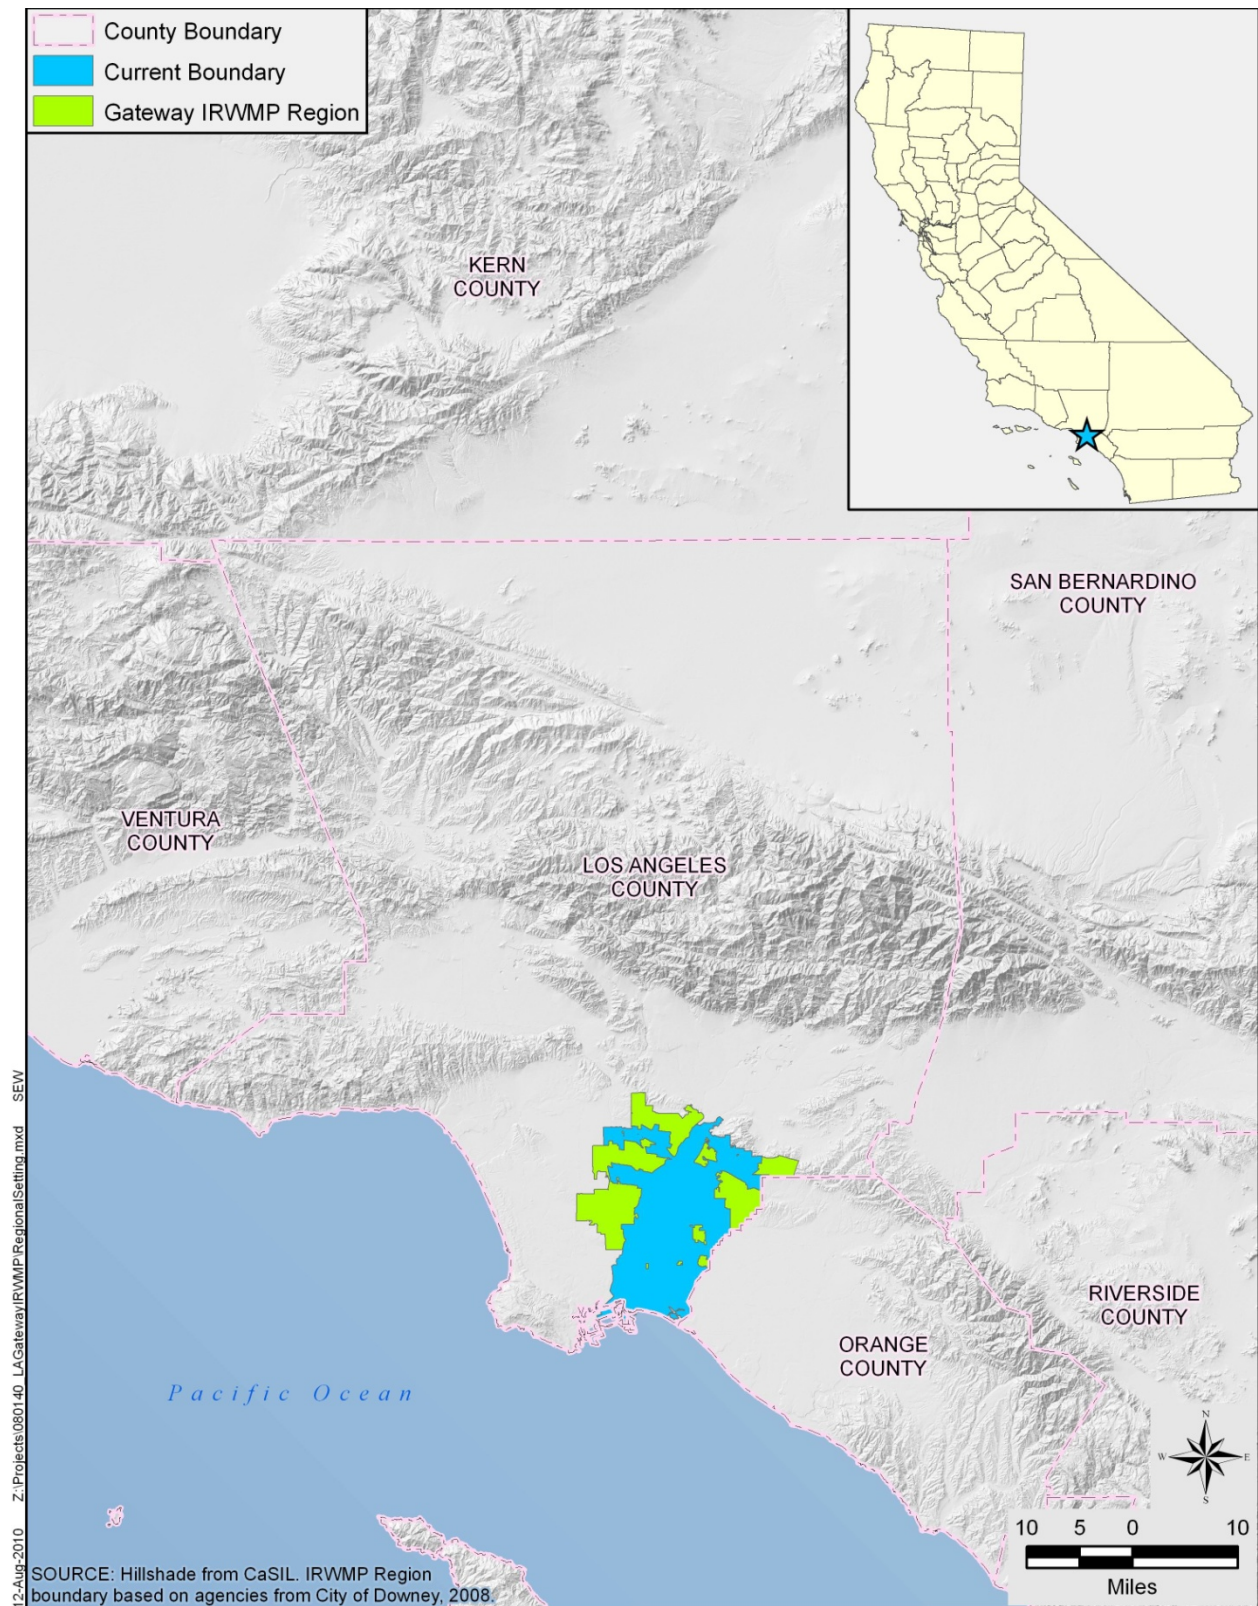 County Boundary
Current Boundary
Gateway IRWMP Region
KERN
COUNTY
SAN BERNARDINO
COUNTY
VENTURA
COUNTY
LOS ANGELES
COUNTY
RIVERSIDE
COUNTY
ORANGE
COUNTY
Pacific Ocean
N
W
E
S
10 5 0 10
Miles
SOURCE: Hillshade from CaSIL. IRWMP Region
boundary based on agencies from City of Downey, 2008.
12-Aug-2010 Z:\Projects\080140_LAGatewayIRWMP\RegionalSetting.mxd SEW